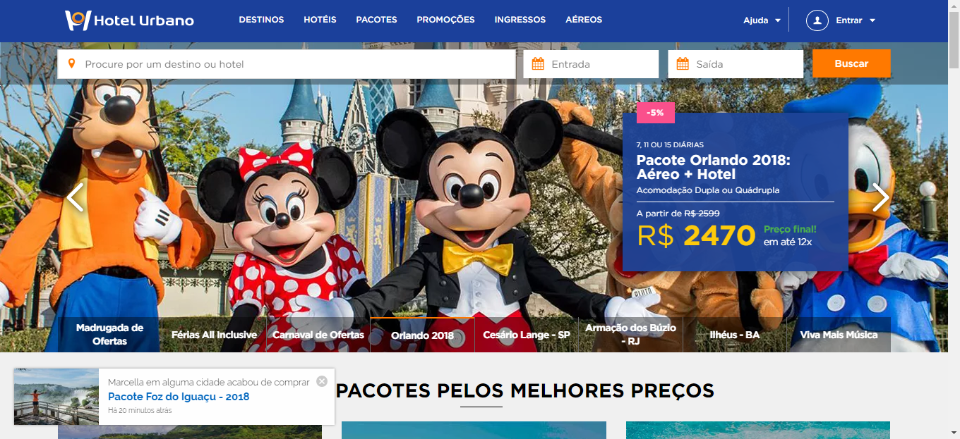 Hotel Urbano
DESTINOS HOTÉIS PACOTES PROMOÇÕES INGRESSOS AÉREOS
Ajuda
Entrar
Procure por um destino ou hotel
Entrada
Saída
Buscar
-5%
7, 11 OU 15 DIÁRIAS
Pacote Orlando 2018:
Aéreo + Hotel
Acomodação Dupla ou Quádrupla
A partir de R$ 2599
R$ 2470
Preço final!
em até 12x
Madrugada de
Ofertas
Férias All Inclusive
Carnaval de Ofertas
Orlando 2018
Cesário Lange - SP
Armação dos Búzio
- RJ
Ilhéus - BA
Viva Mais Música
Marcella em alguma cidade acabou de comprar
Pacote Foz do Iguaçu - 2018
Há 20 minutos atrás
PACOTES PELOS MELHORES PREÇOS